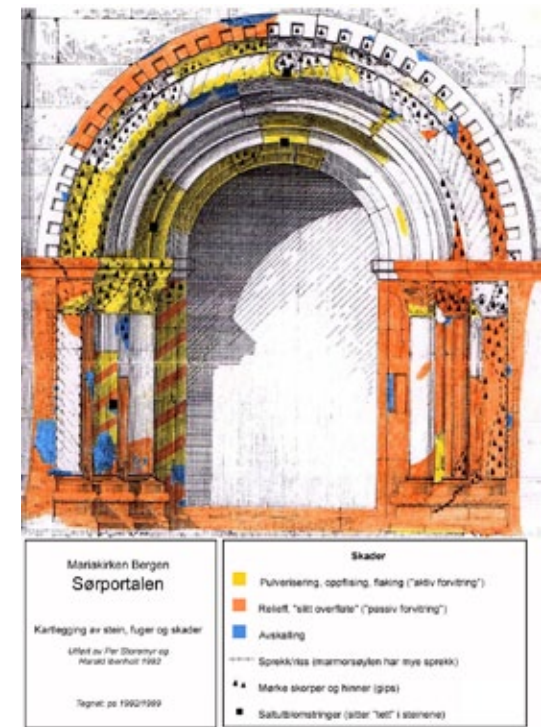 Mariakirken Bergen
Sørportalen
Kartlegging av stein, fuger og skader
Utført av Per Storemyr og
Harald Ibenholt 1992
Tegnet: ps 1992/1999
Skader
Pulverisering, oppflising, flaking ("aktiv forvitring")
Relieff, "slitt overflate" ("passiv forvitring")
Avskalling
Sprekk/riss (marmorsøylen har mye sprekk)
Mørke skorper og hinner (gips)
Saltutblomstringer (sitter "tett" i steinene)